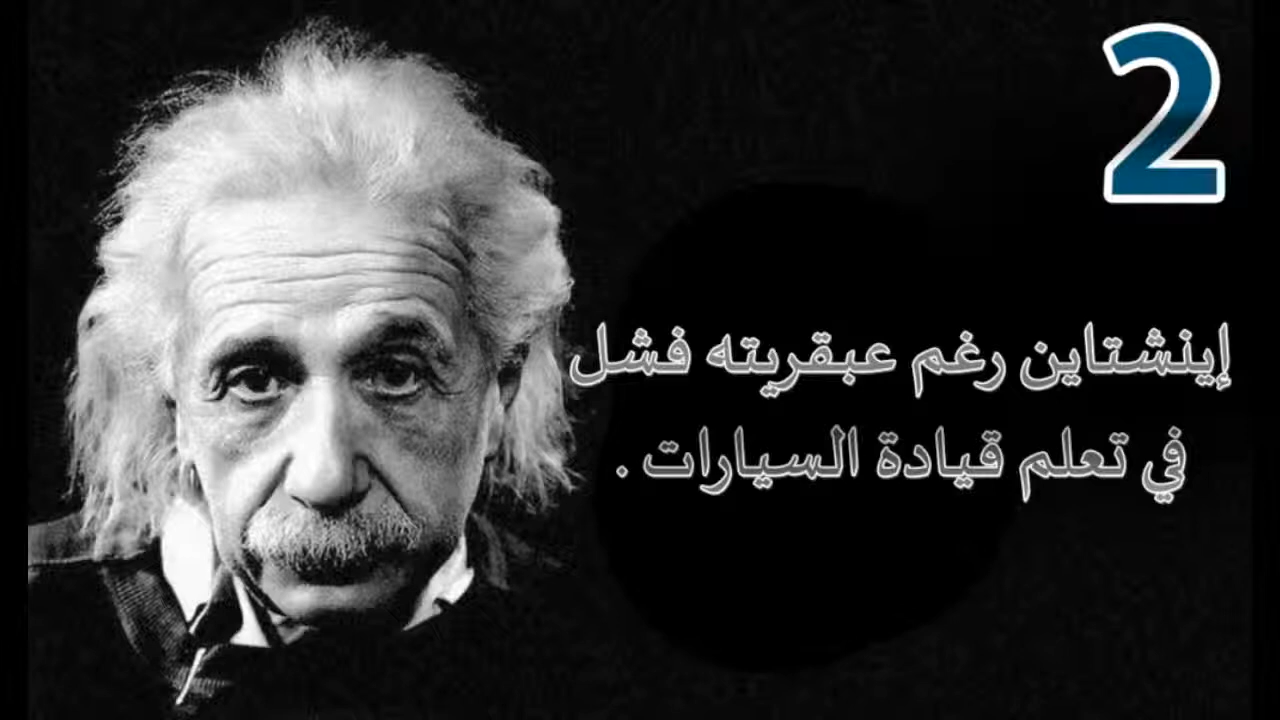 2
إينشتاين رغم عبقريته فشل
في تعلم قيادة السيارات .